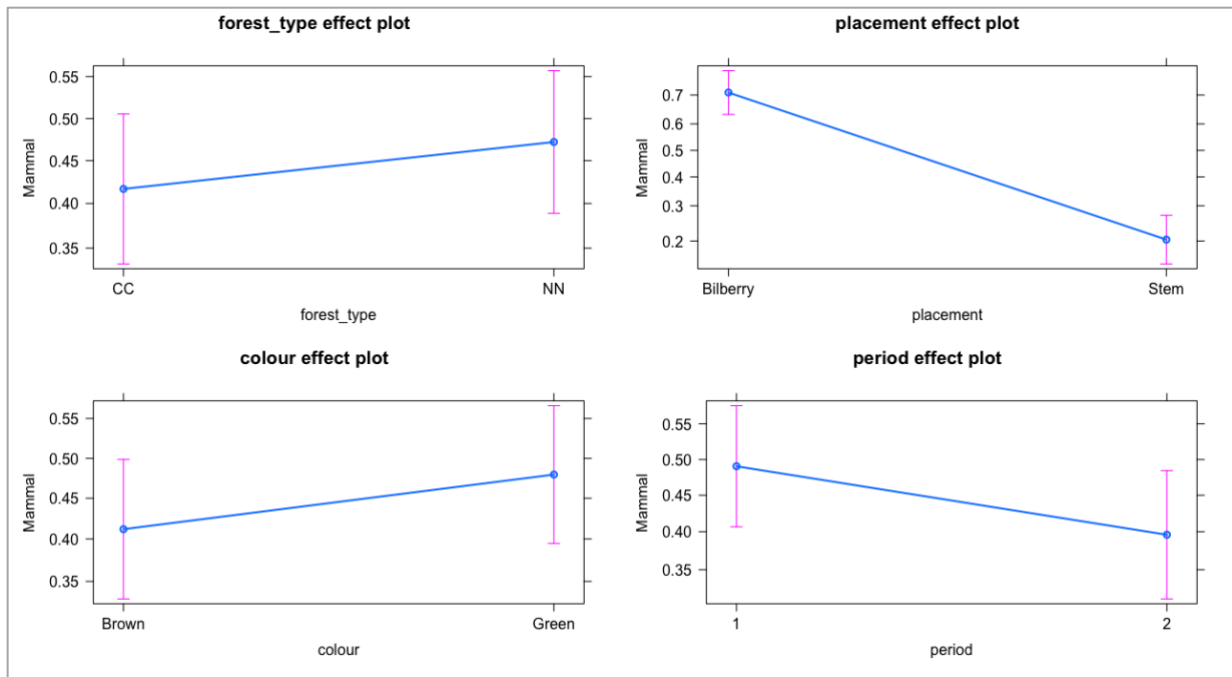 forest_type effect plot
0.55
0.50
0.45
0.40
0.35
Mammal
CC
NN
forest_type
placement effect plot
0.7
0.6
0.5
0.4
0.3
0.2
Mammal
Bilberry
Stem
placement
colour effect plot
0.55
0.50
0.45
0.40
0.35
Mammal
Brown
Green
colour
period effect plot
0.55
0.50
0.45
0.40
0.35
Mammal
1
2
period